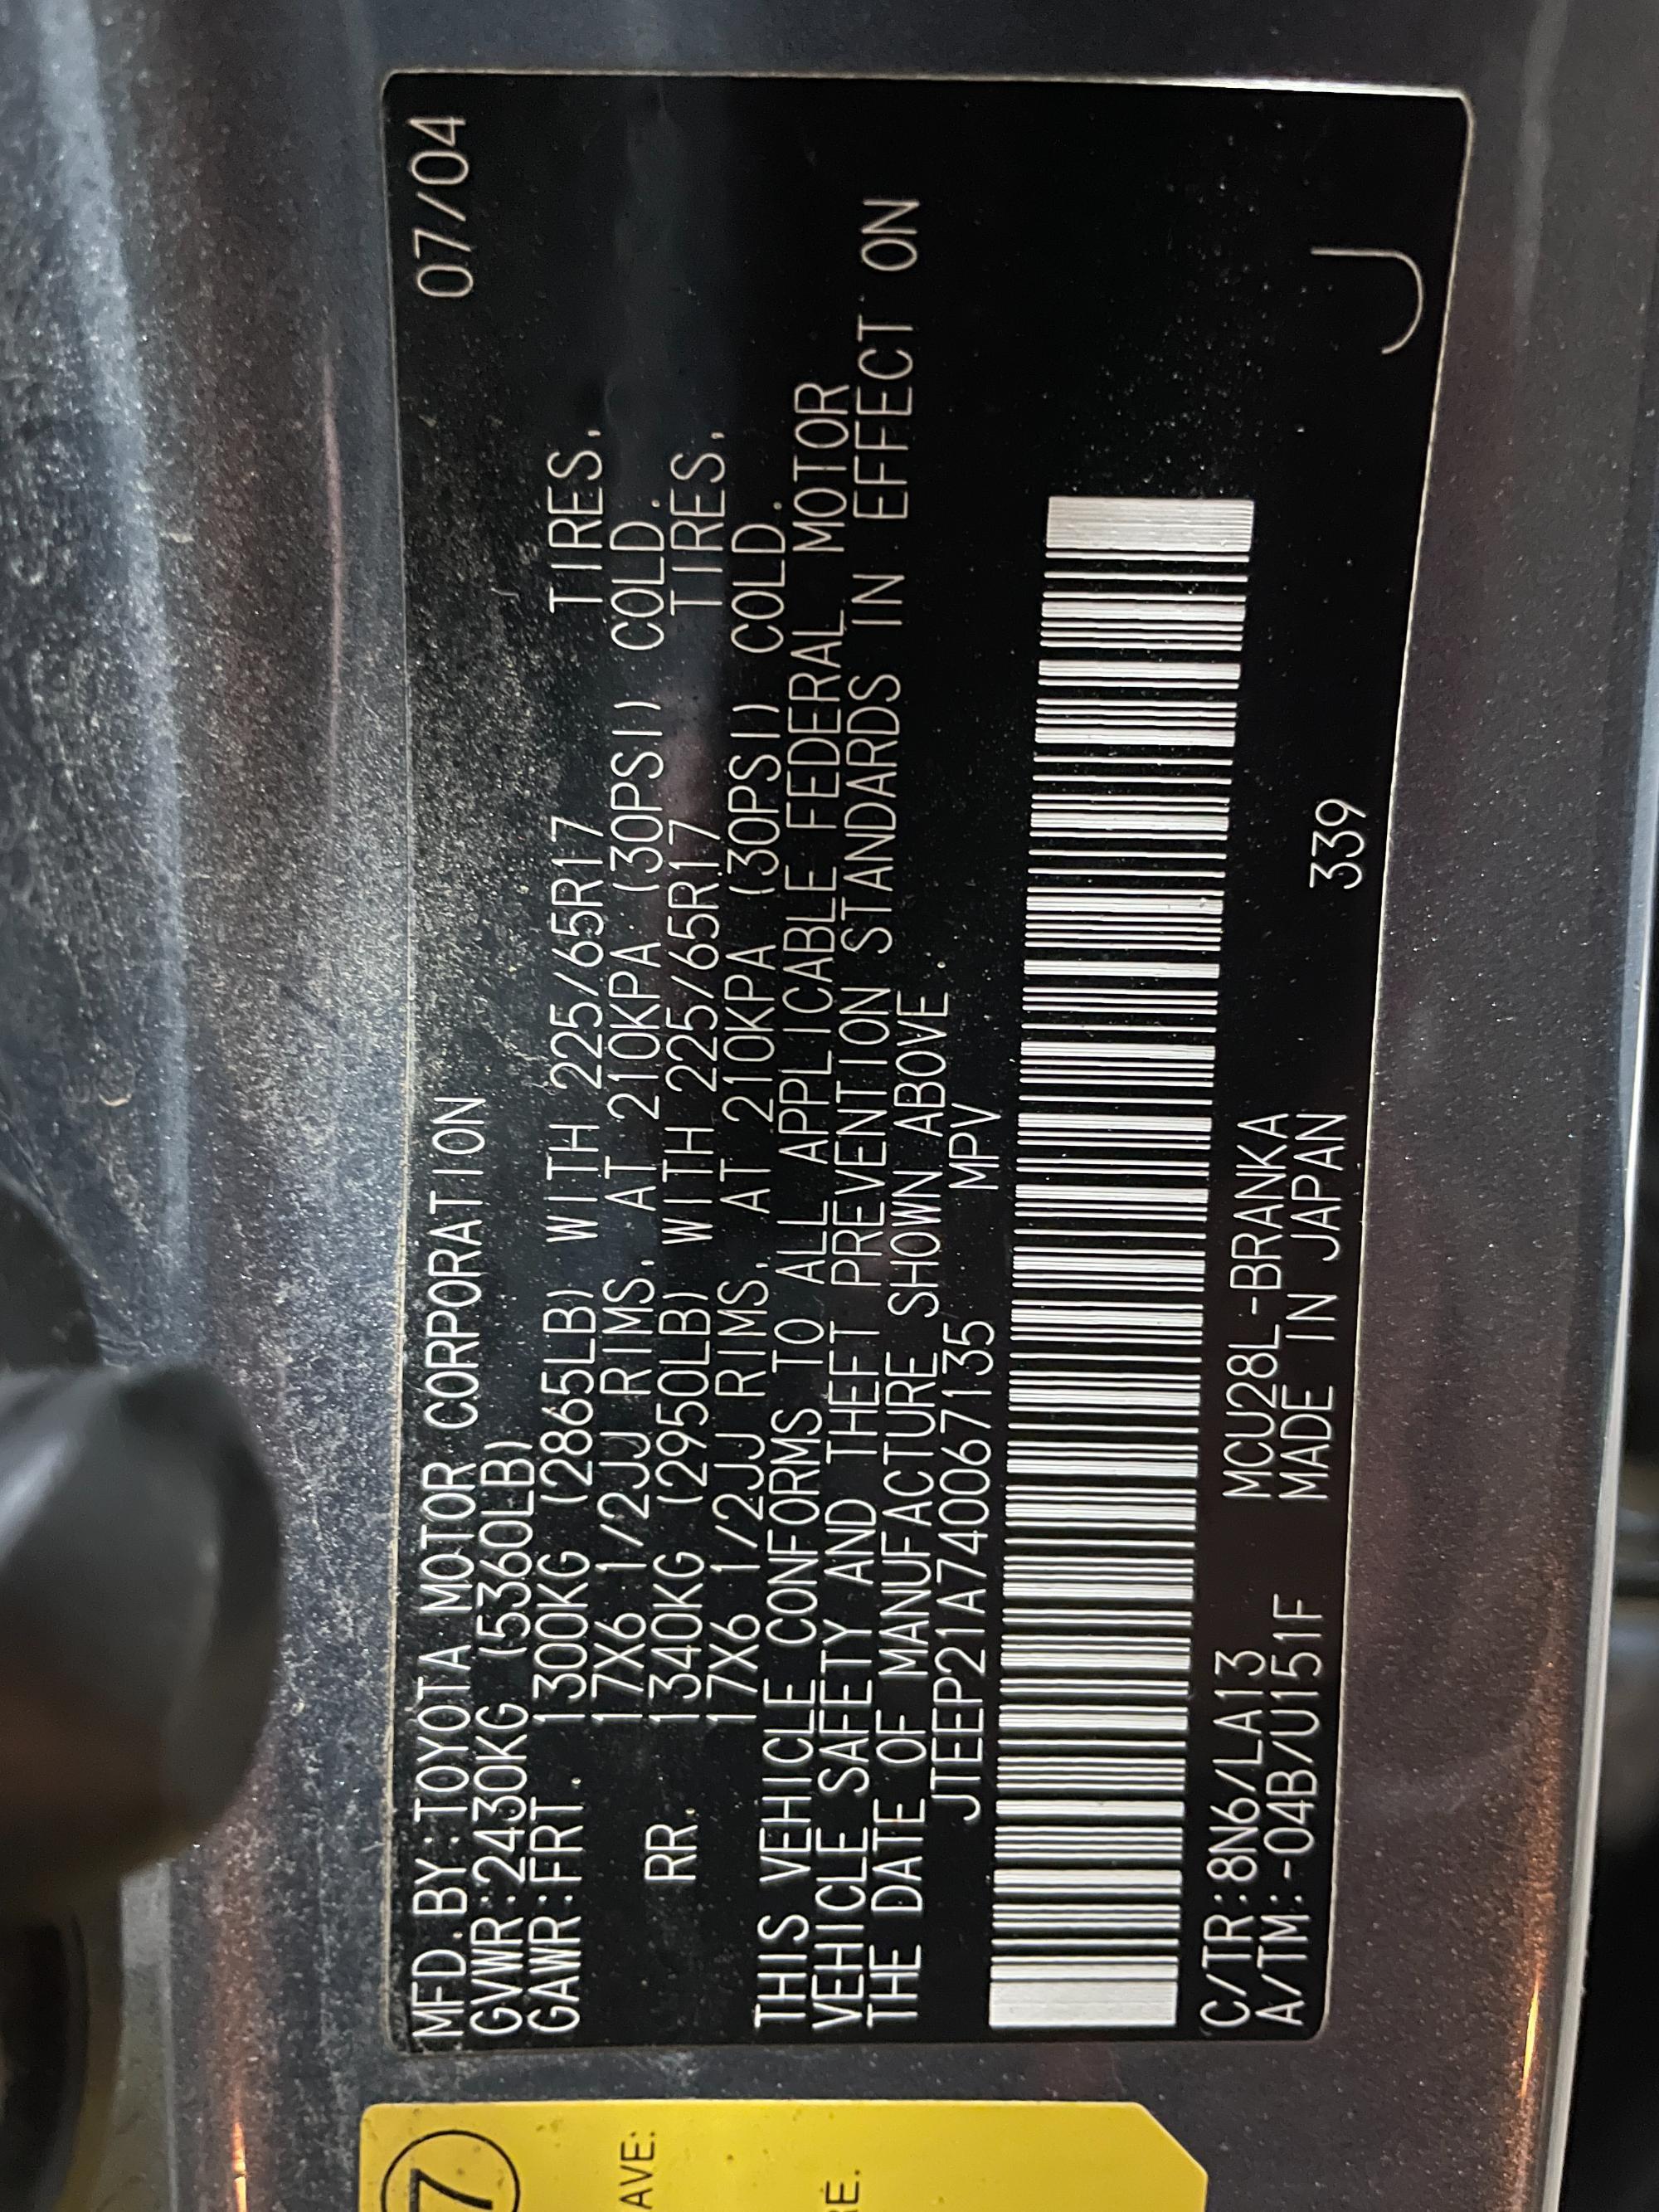 MFD.BY:TOYOTA MOTOR CORPORATION 07/04
GVWR:2430KG (5360LB)
GAWR:FRT. 1300KG (2865LB) WITH 225/65R17 TIRES,
17X6 1/2JJ RIMS, AT 210KPA (30PSI) COLD.
RR. 1340KG (2950LB) WITH 225/65R17 TIRES,
17X6 1/2JJ RIMS, AT 210KPA (30PSI) COLD.
THIS VEHICLE CONFORMS TO ALL APPLICABLE FEDERAL MOTOR
VEHICLE SAFETY AND THEFT PREVENTION STANDARDS IN EFFECT ON
THE DATE OF MANUFACTURE SHOWN ABOVE
JTEEP21A740067135 MPV
C/TR:8N6/LA13 MCU28L-BRANKA
A/TM:-04B/U151F MADE IN JAPAN 339 J
7
AVE: